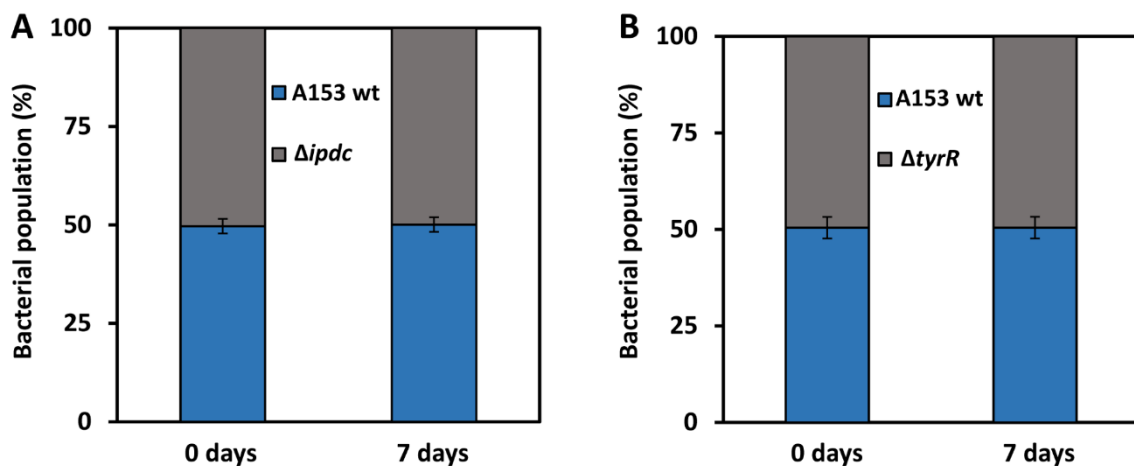 A
Bacterial population (%)
100
75
50
25
0
A153 wt
Δipdc
0 days
7 days
B
Bacterial population (%)
100
75
50
25
0
A153 wt
ΔtyrR
0 days
7 days